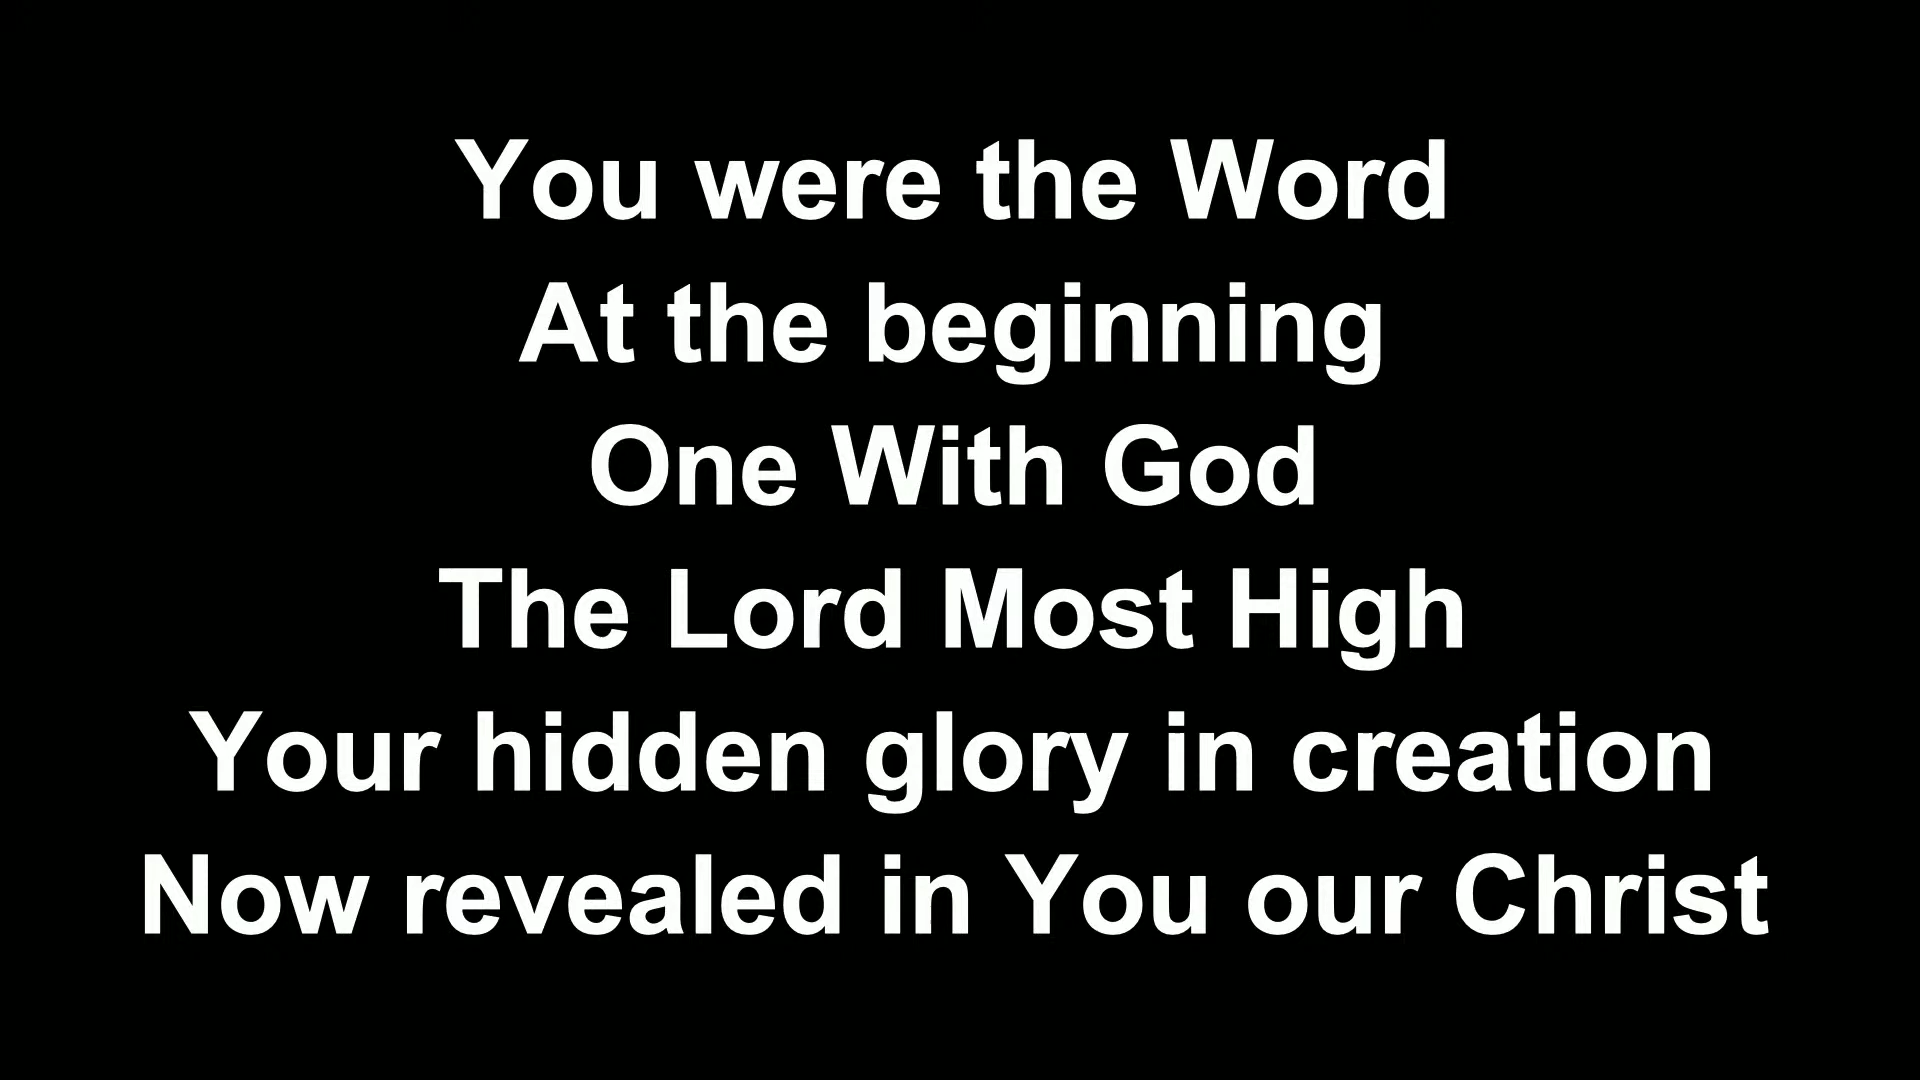 You were the Word
At the beginning
One With God
The Lord Most High
Your hidden glory in creation
Now revealed in You our Christ